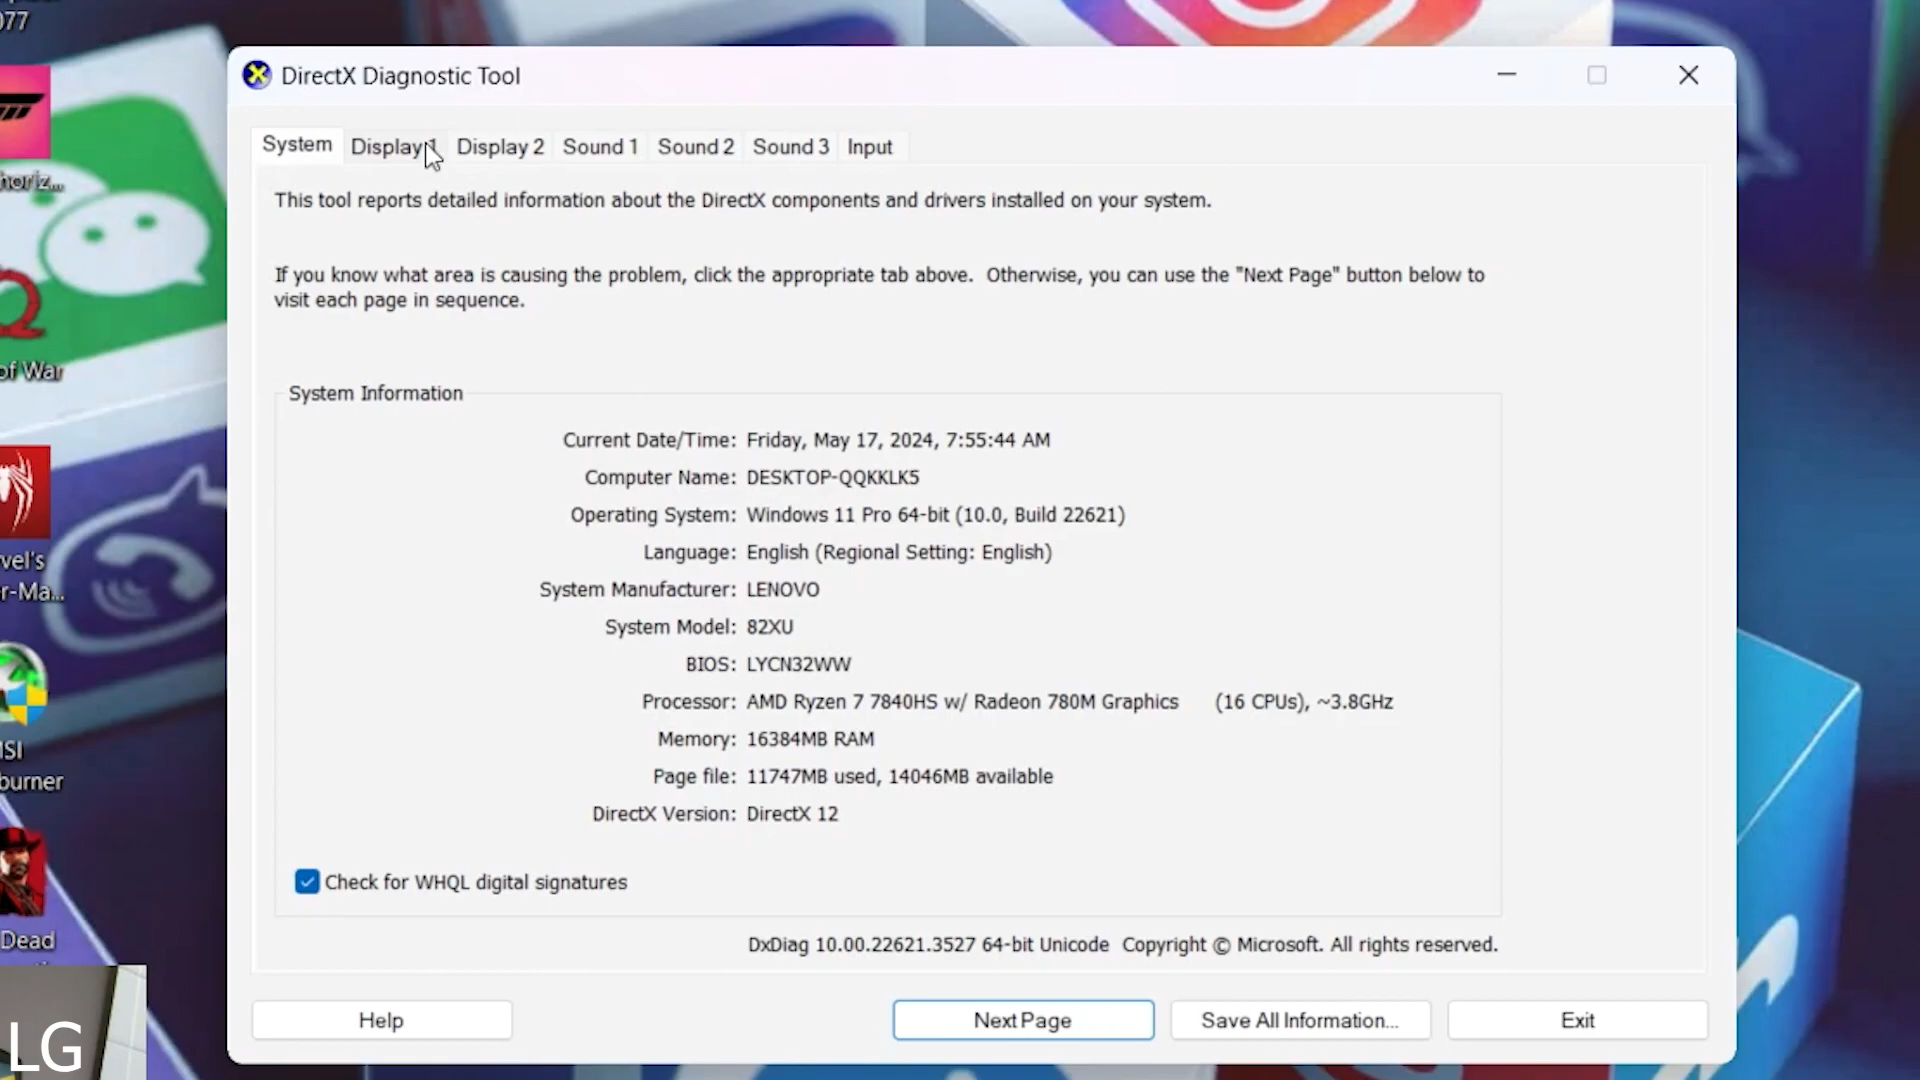 077
DirectX Diagnostic Tool
System Display 1 Display 2 Sound 1 Sound 2 Sound 3 Input
horiz...
This tool reports detailed information about the DirectX components and drivers installed on your system.
If you know what area is causing the problem, click the appropriate tab above. Otherwise, you can use the "Next Page" button below to
visit each page in sequence.
of War
System Information
Current Date/Time: Friday, May 17, 2024, 7:55:44 AM
Computer Name: DESKTOP-QQKKLK5
Operating System: Windows 11 Pro 64-bit (10.0, Build 22621)
Language: English (Regional Setting: English)
vel's
r-Ma...
System Manufacturer: LENOVO
System Model: 82XU
BIOS: LYCN32WW
Processor: AMD Ryzen 7 7840HS w/ Radeon 780M Graphics (16 CPUs), ~3.8GHz
Memory: 16384MB RAM
Page file: 11747MB used, 14046MB available
DirectX Version: DirectX 12
SI
burner
Check for WHQL digital signatures
Dead
DxDiag 10.00.22621.3527 64-bit Unicode Copyright © Microsoft. All rights reserved.
Help Next Page Save All Information... Exit
LG